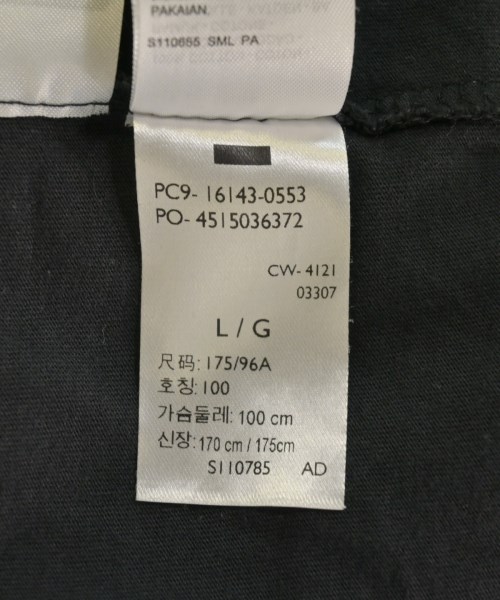 PAKAIAN.
S110655 SML PA
PC9- 16143-0553
PO- 4515036372
CW- 4121
03307
L / G
尺码: 175/96A
호칭: 100
가슴둘레: 100 cm
신장: 170 cm / 175cm
S110785 AD